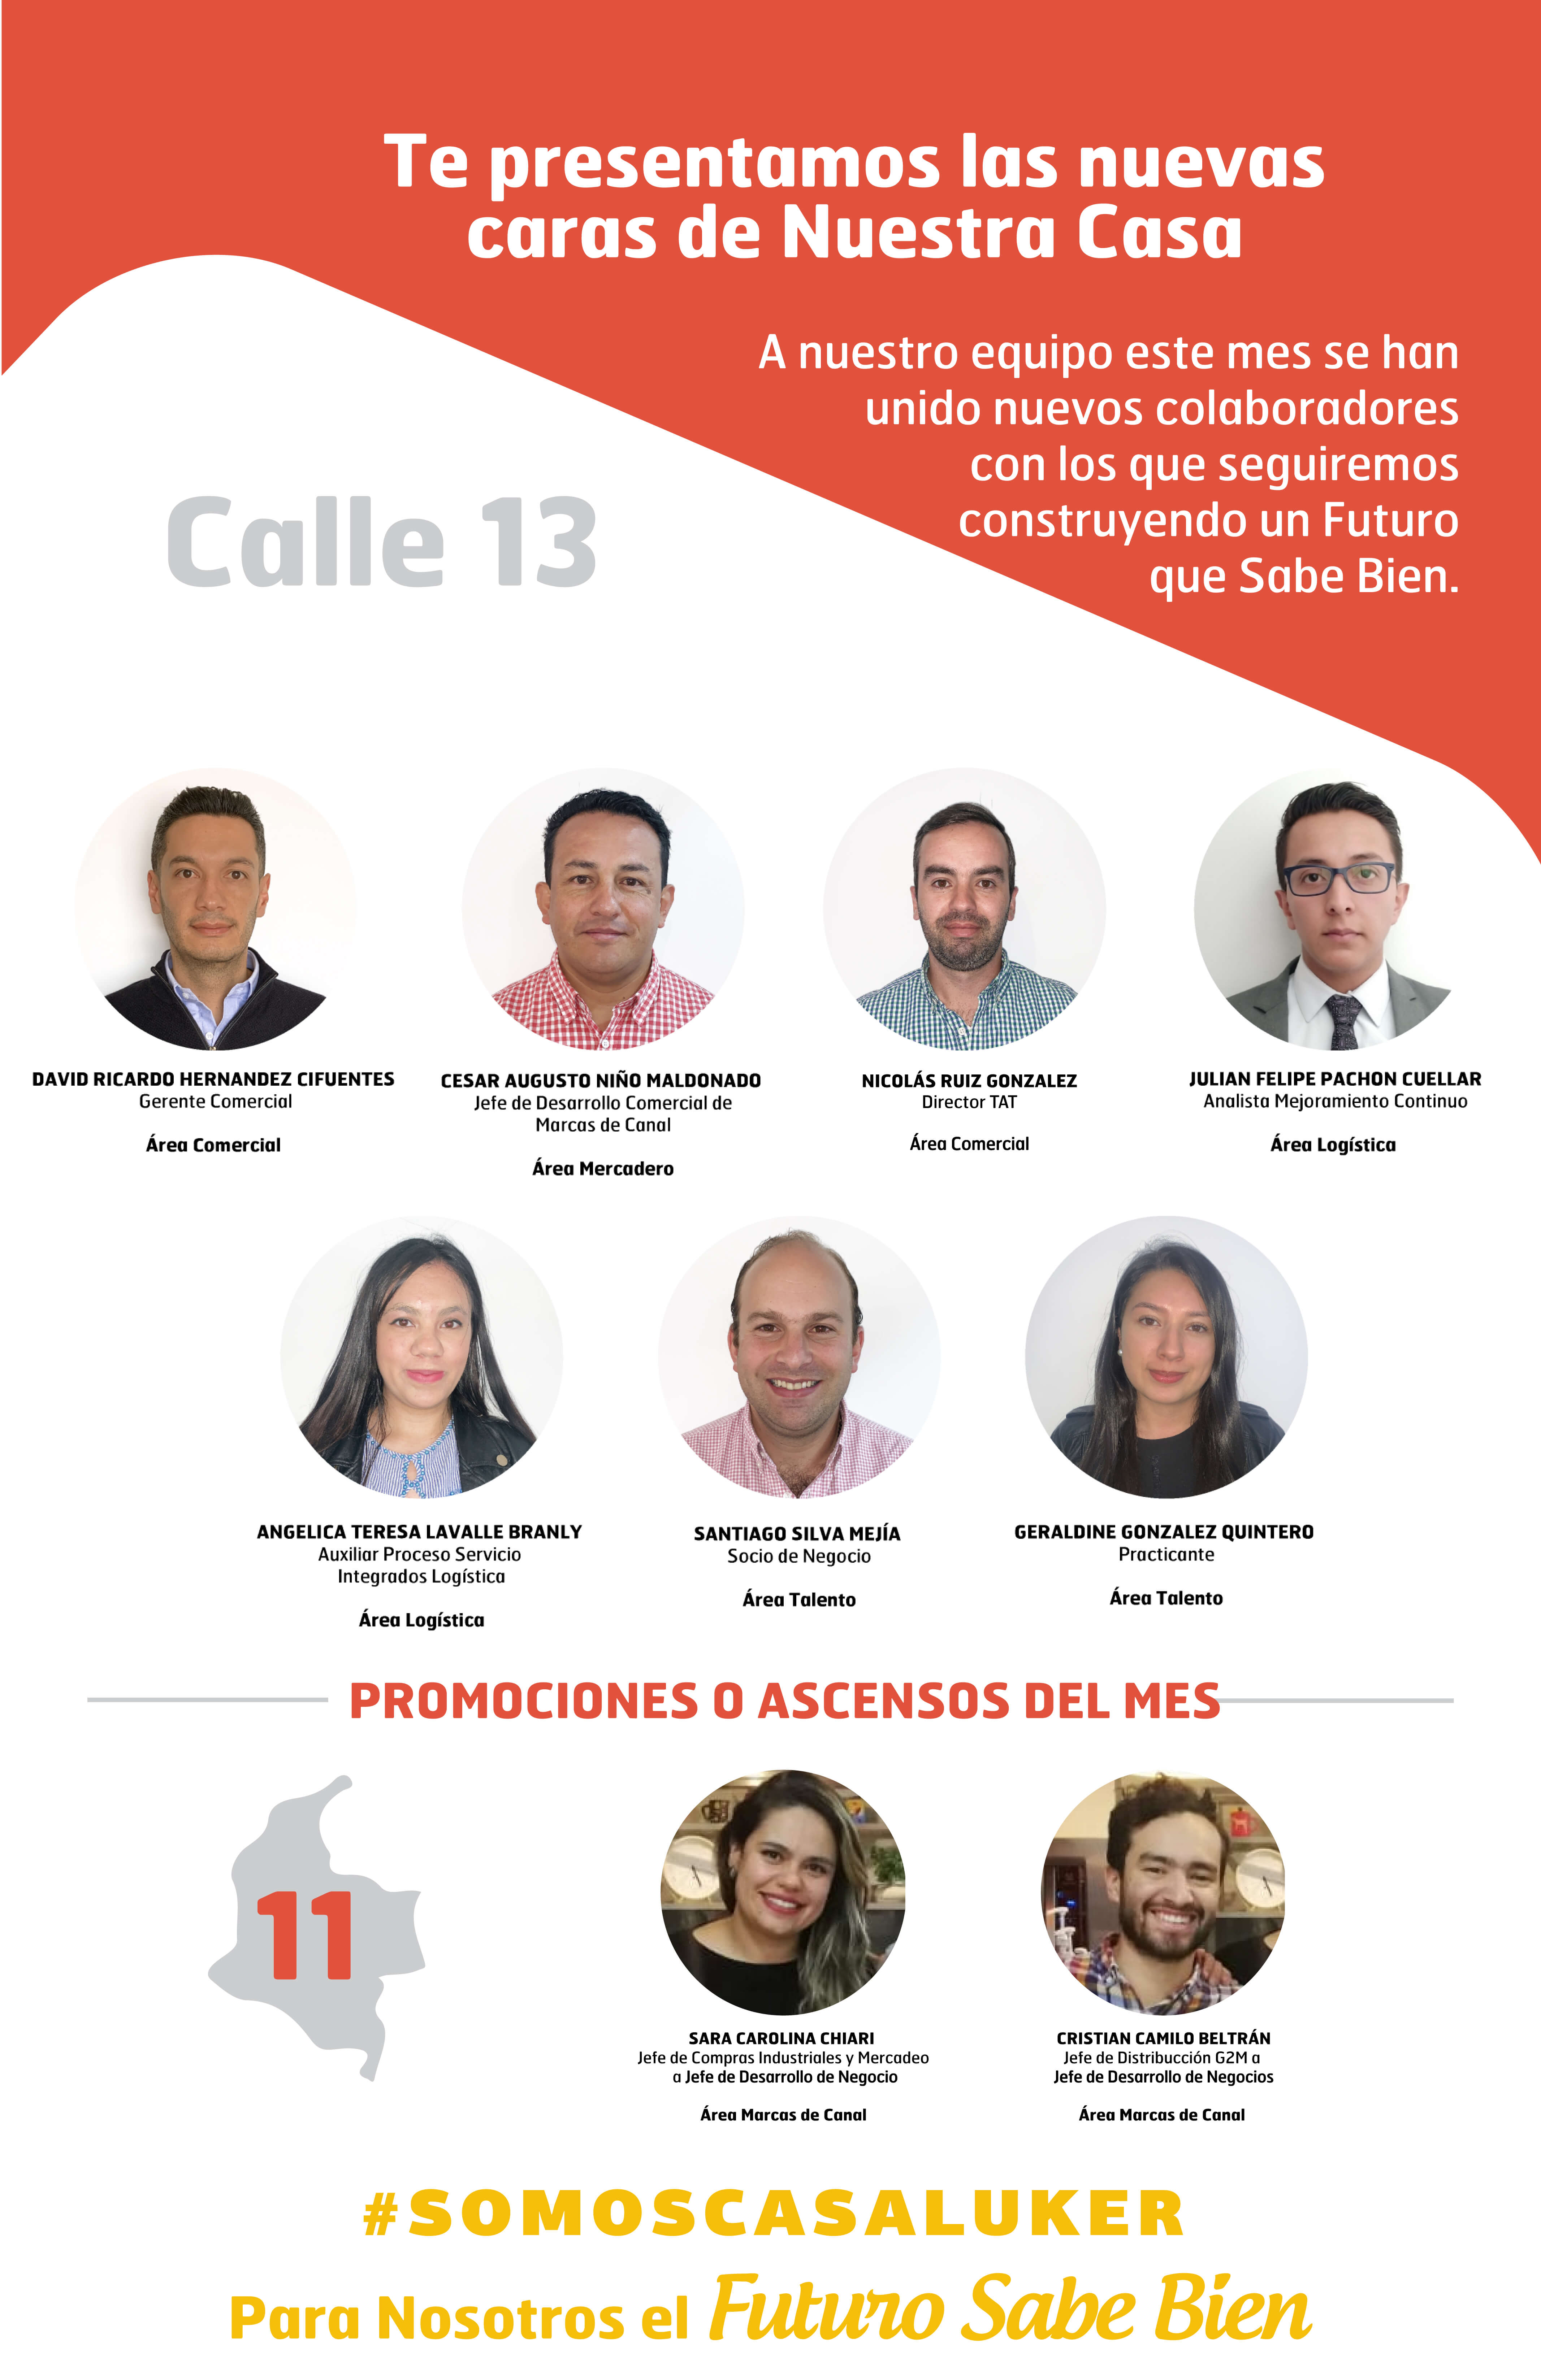 Te presentamos las nuevas
caras de Nuestra Casa
A nuestro equipo este mes se han
unido nuevos colaboradores
con los que seguiremos
construyendo un Futuro
que Sabe Bien.
Calle 13
DAVID RICARDO HERNANDEZ CIFUENTES
Gerente Comercial
Área Comercial
CESAR AUGUSTO NIÑO MALDONADO
Jefe de Desarrollo Comercial de
Marcas de Canal
Área Mercadero
NICOLÁS RUIZ GONZALEZ
Director TAT
Área Comercial
JULIAN FELIPE PACHON CUELLAR
Analista Mejoramiento Continuo
Área Logística
ANGELICA TERESA LAVALLE BRANLY
Auxiliar Proceso Servicio
Integrados Logística
Área Logística
SANTIAGO SILVA MEJÍA
Socio de Negocio
Área Talento
GERALDINE GONZALEZ QUINTERO
Practicante
Área Talento
PROMOCIONES O ASCENSOS DEL MES
11
SARA CAROLINA CHIARI
Jefe de Compras Industriales y Mercadeo
a Jefe de Desarrollo de Negocio
Área Marcas de Canal
CRISTIAN CAMILO BELTRÁN
Jefe de Distribucción G2M a
Jefe de Desarrollo de Negocios
Área Marcas de Canal
#SOMOSCASALUKER
Para Nosotros el Futuro Sabe Bien